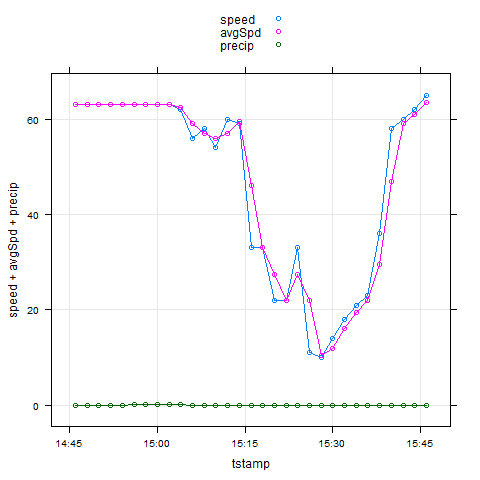 speed
avgSpd
precip
speed + avgSpd + precip
60
40
20
0
14:45 15:00 15:15 15:30 15:45
tstamp